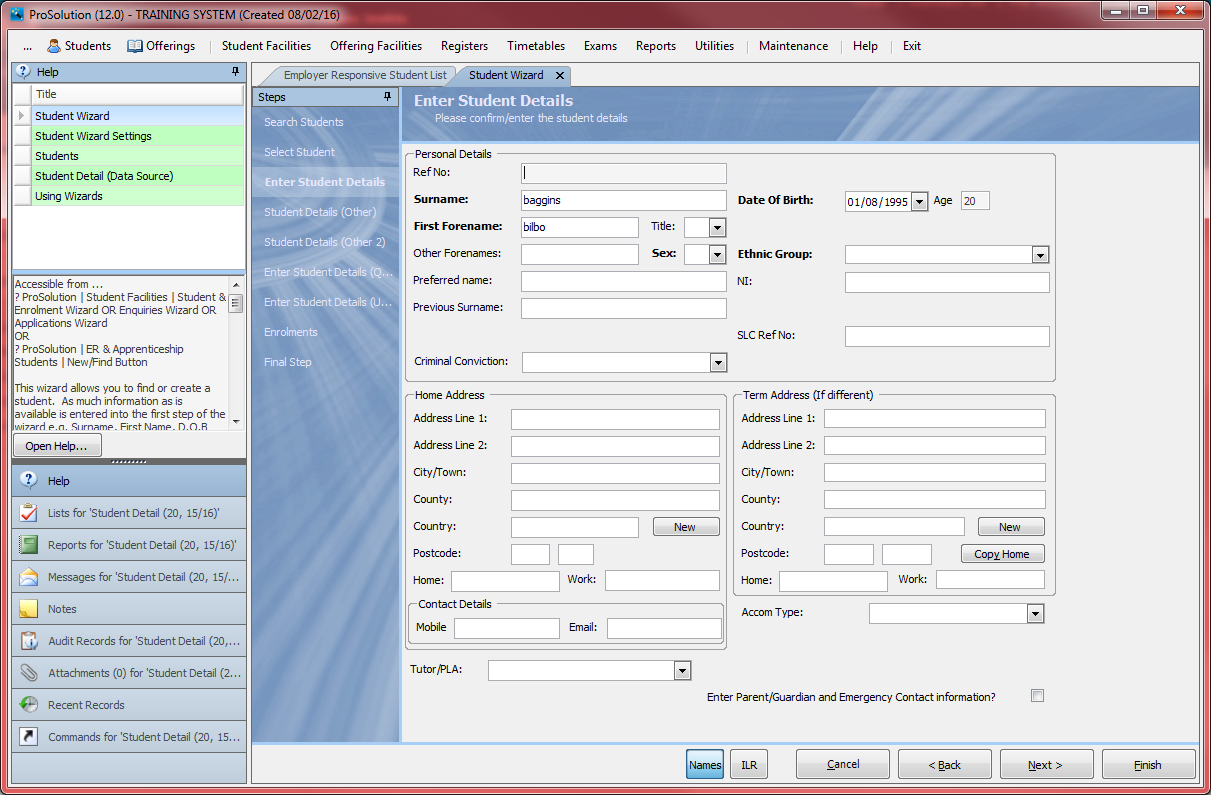 ProSolution (12.0) - TRAINING SYSTEM (Created 08/02/16)
... Students Offerings Student Facilities Offering Facilities Registers Timetables Exams Reports Utilities Maintenance Help Exit
Help
Title
Student Wizard
Student Wizard Settings
Students
Student Detail (Data Source)
Using Wizards
Accessible from ...
? ProSolution | Student Facilities | Student &
Enrolment Wizard OR Enquiries Wizard OR
Applications Wizard
OR
? ProSolution | ER & Apprenticeship
Students | New/Find Button
This wizard allows you to find or create a
student. As much information as is
available is entered into the first step of the
wizard e.g. Surname, First Name, D.O.B
Open Help...
Help
Lists for 'Student Detail (20, 15/16)'
Reports for 'Student Detail (20, 15/16)'
Messages for 'Student Detail (20, 15/...
Notes
Audit Records for 'Student Detail (20,...
Attachments (0) for 'Student Detail (2...
Recent Records
Commands for 'Student Detail (20, 15...
Employer Responsive Student List
Student Wizard
Steps
Search Students
Select Student
Enter Student Details
Student Details (Other)
Student Details (Other 2)
Enter Student Details (Q...
Enter Student Details (U...
Enrolments
Final Step
Enter Student Details
Please confirm/enter the student details
Personal Details
Ref No:
Surname: baggins Date Of Birth: 01/08/1995 Age 20
First Forename: bilbo Title:
Other Forenames: Sex: Ethnic Group:
Preferred name: NI:
Previous Surname:
SLC Ref No:
Criminal Conviction:
Home Address
Address Line 1:
Address Line 2:
City/Town:
County:
Country: New
Postcode:
Home: Work:
Contact Details
Mobile Email:
Term Address (If different)
Address Line 1:
Address Line 2:
City/Town:
County:
Country: New
Postcode: Copy Home
Home: Work:
Accom Type:
Tutor/PLA:
Enter Parent/Guardian and Emergency Contact information?
Names ILR Cancel < Back Next > Finish